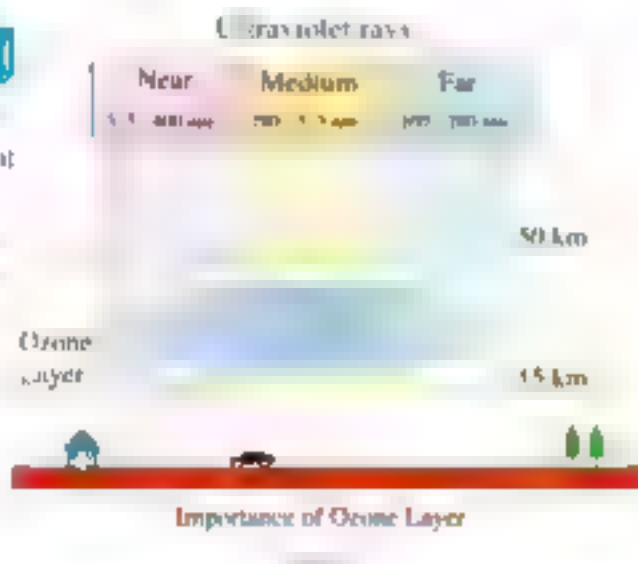 Ultraviolet rays
Near Medium Far
50 km
Ozone
Layer
15 km
Importance of Ozone Layer